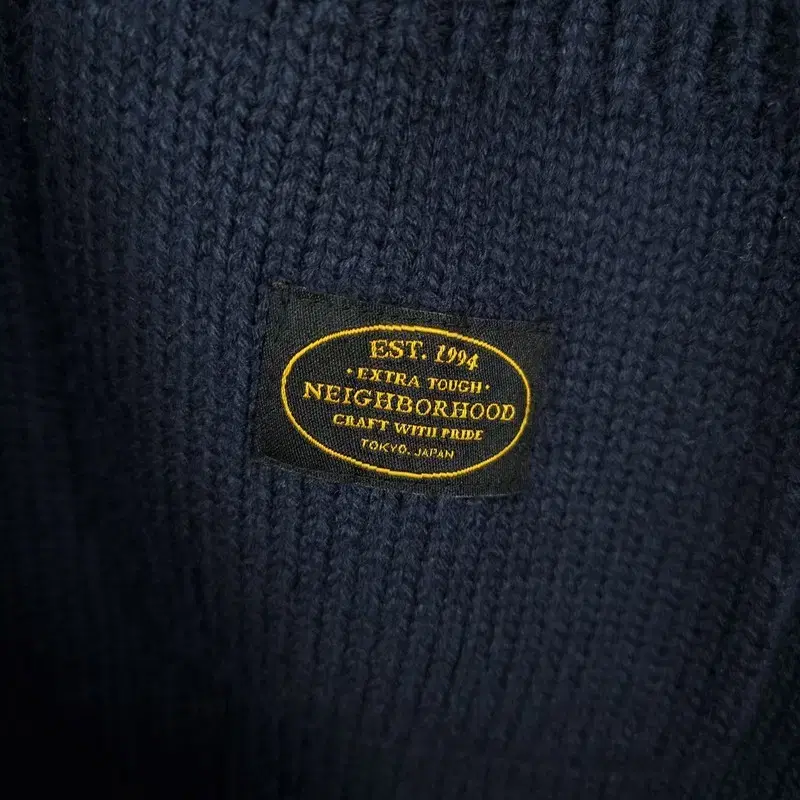 EST. 1994
· EXTRA TOUGH ·
NEIGHBORHOOD
CRAFT WITH PRIDE
TOKYO, JAPAN